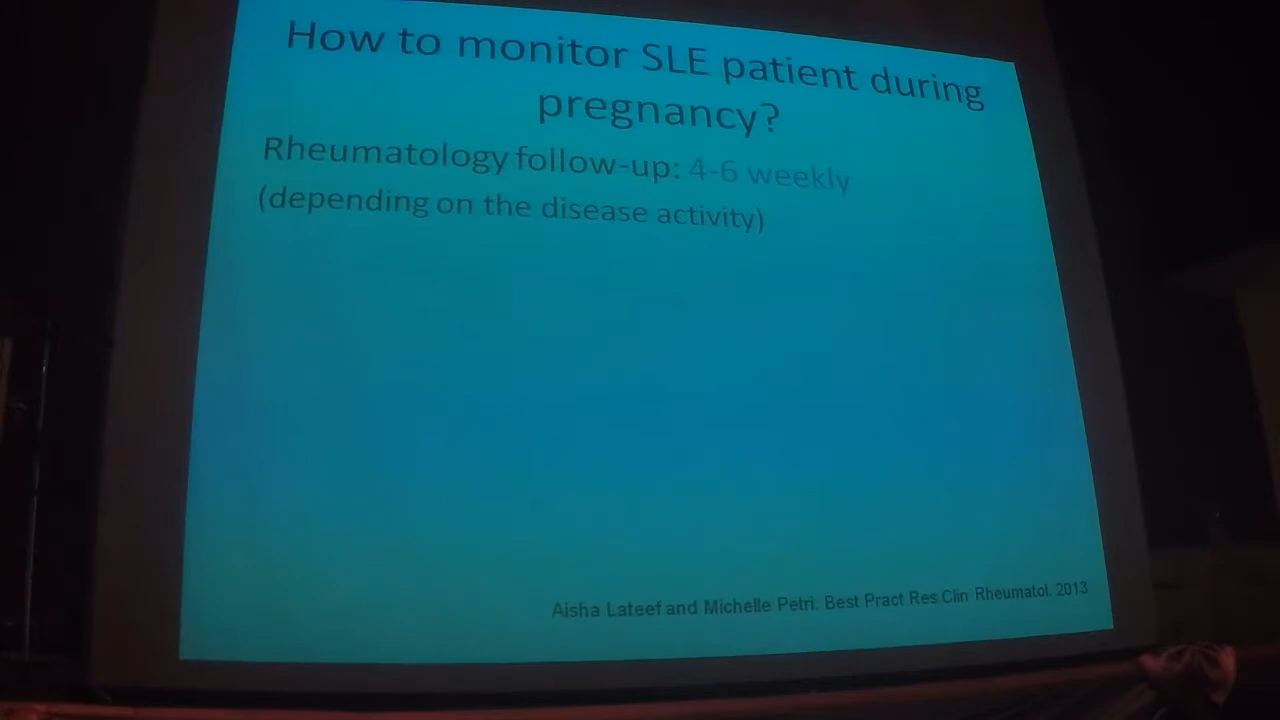 How to monitor SLE patient during
pregnancy?
Rheumatology follow-up: 4-6 weekly
(depending on the disease activity)
Aisha Lateef and Michelle Petri. Best Pract Res Clin Rheumatol. 2013